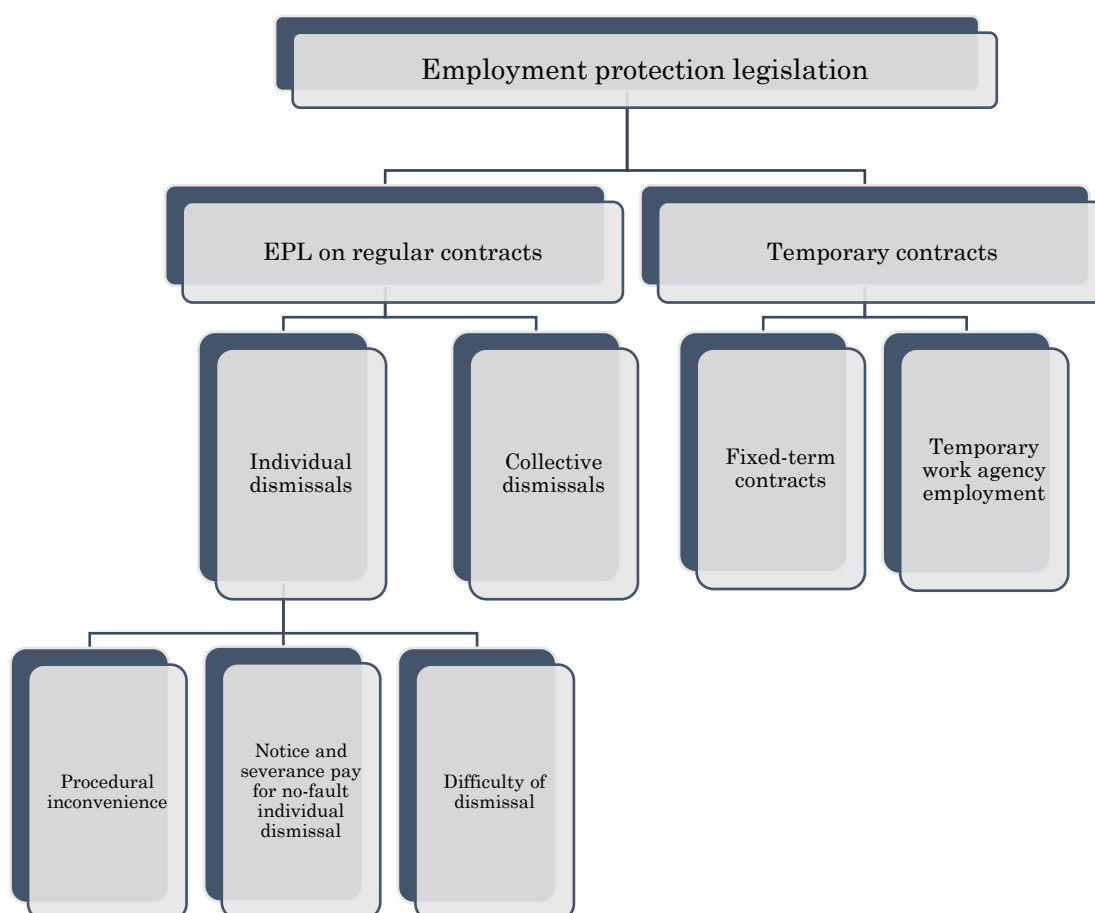 Employment protection legislation
EPL on regular contracts
Temporary contracts
Individual
dismissals
Collective
dismissals
Fixed-term
contracts
Temporary
work agency
employment
Procedural
inconvenience
Notice and
severance pay
for no-fault
individual
dismissal
Difficulty of
dismissal